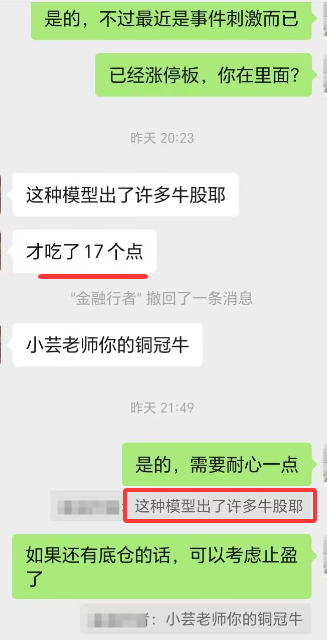 是的，不过最近是事件刺激而已
已经涨停板，你在里面？
昨天 20:23
这种模型出了许多牛股耶
才吃了17个点
"金融行者" 撤回了一条消息
小芸老师你的铜冠牛
昨天 21:49
是的，需要耐心一点
这种模型出了许多牛股耶
如果还有底仓的话，可以考虑止盈
了
：小芸老师你的铜冠牛